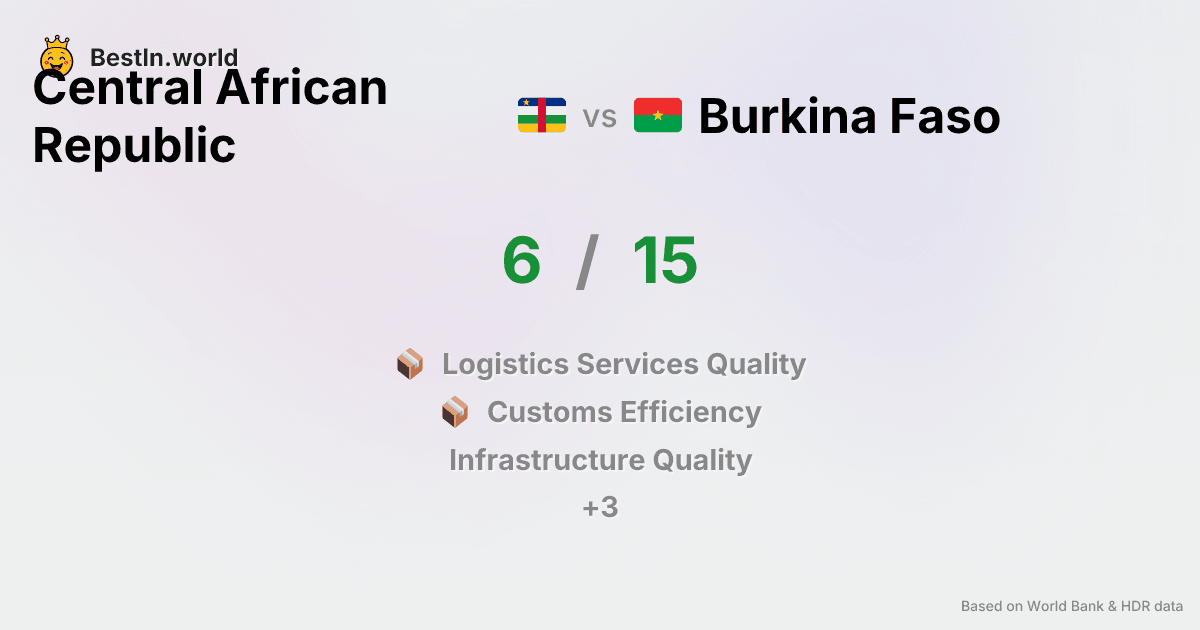 BestIn.world
Central African
Republic
vs
Burkina Faso
6 / 15
Logistics Services Quality
Customs Efficiency
Infrastructure Quality
+3
Based on World Bank & HDR data